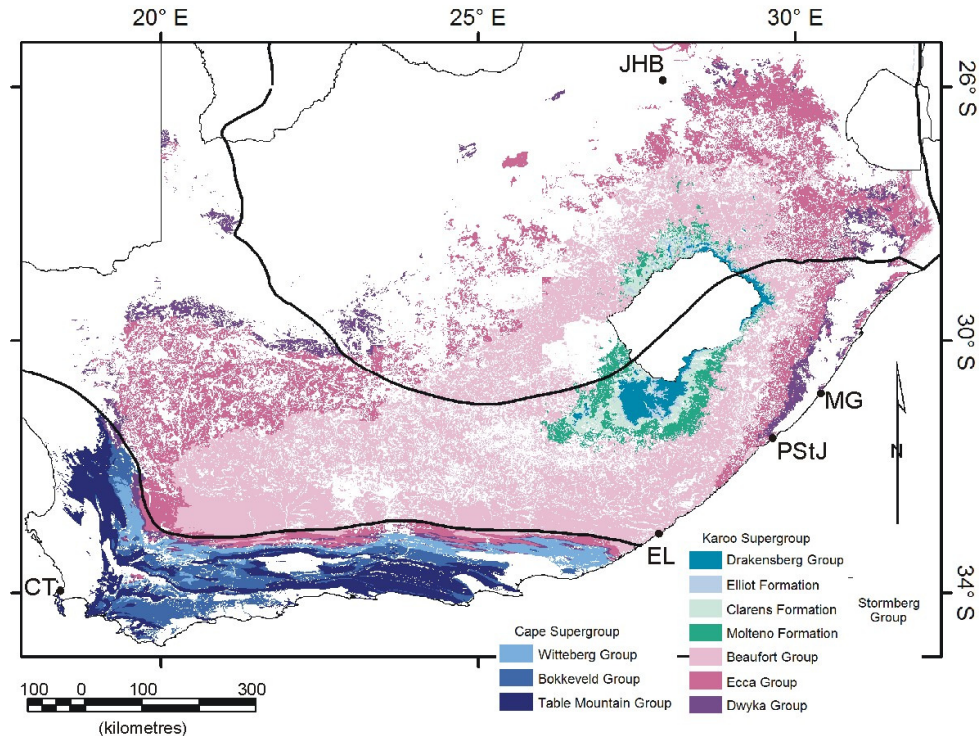 20° E
25° E
30° E
JHB
26° S
30° S
MG
PStJ
N
EL
CT
34° S
Karoo Supergroup
Drakensberg Group
Elliot Formation
Clarens Formation
Molteno Formation
Stormberg
Group
Beaufort Group
Ecca Group
Dwyka Group
Cape Supergroup
Witteberg Group
Bokkeveld Group
Table Mountain Group
100 0 100 300
(kilometres)